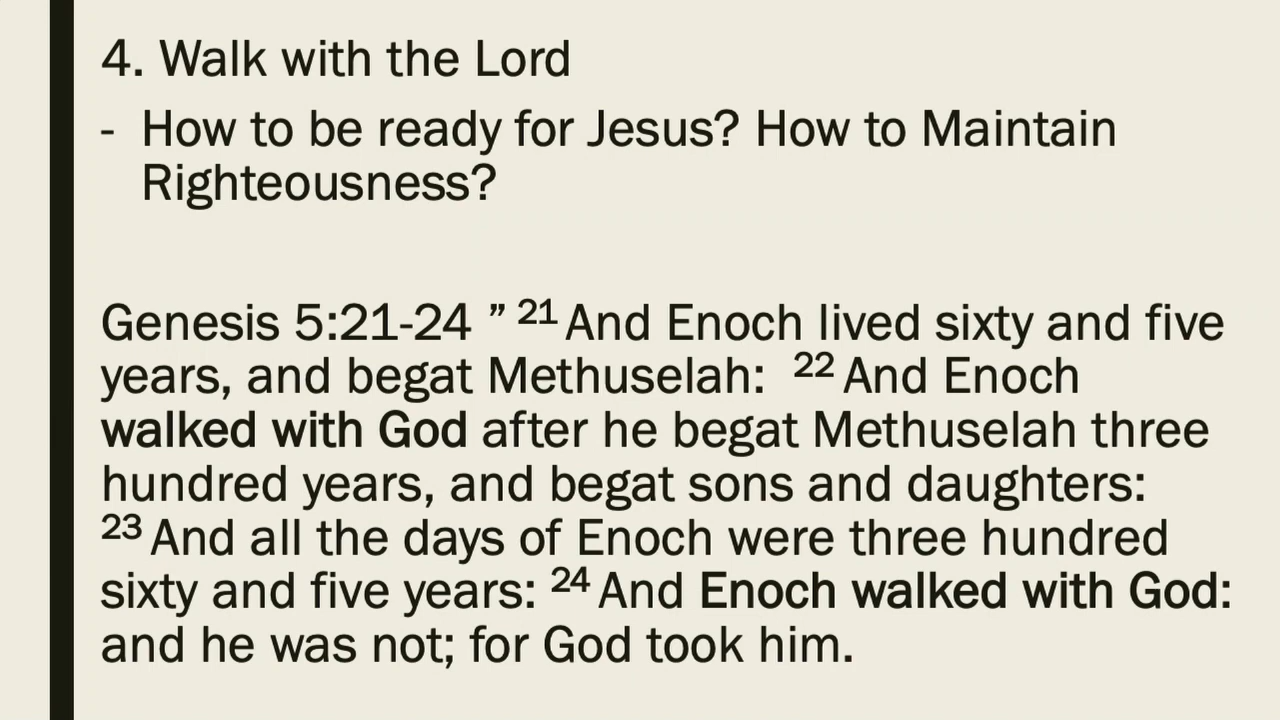 4. Walk with the Lord
- How to be ready for Jesus? How to Maintain
Righteousness?
Genesis 5:21-24 ” ²¹ And Enoch lived sixty and five
years, and begat Methuselah: ²² And Enoch
walked with God after he begat Methuselah three
hundred years, and begat sons and daughters:
²³ And all the days of Enoch were three hundred
sixty and five years: ²⁴ And Enoch walked with God:
and he was not; for God took him.